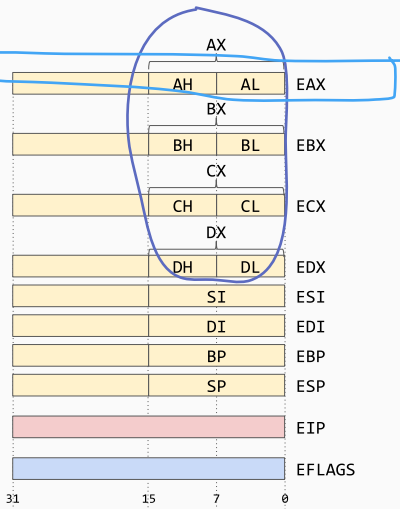 AX
AH AL EAX
BX
BH BL EBX
CX
CH CL ECX
DX
DH DL EDX
SI ESI
DI EDI
BP EBP
SP ESP
EIP
EFLAGS
31 15 7 0